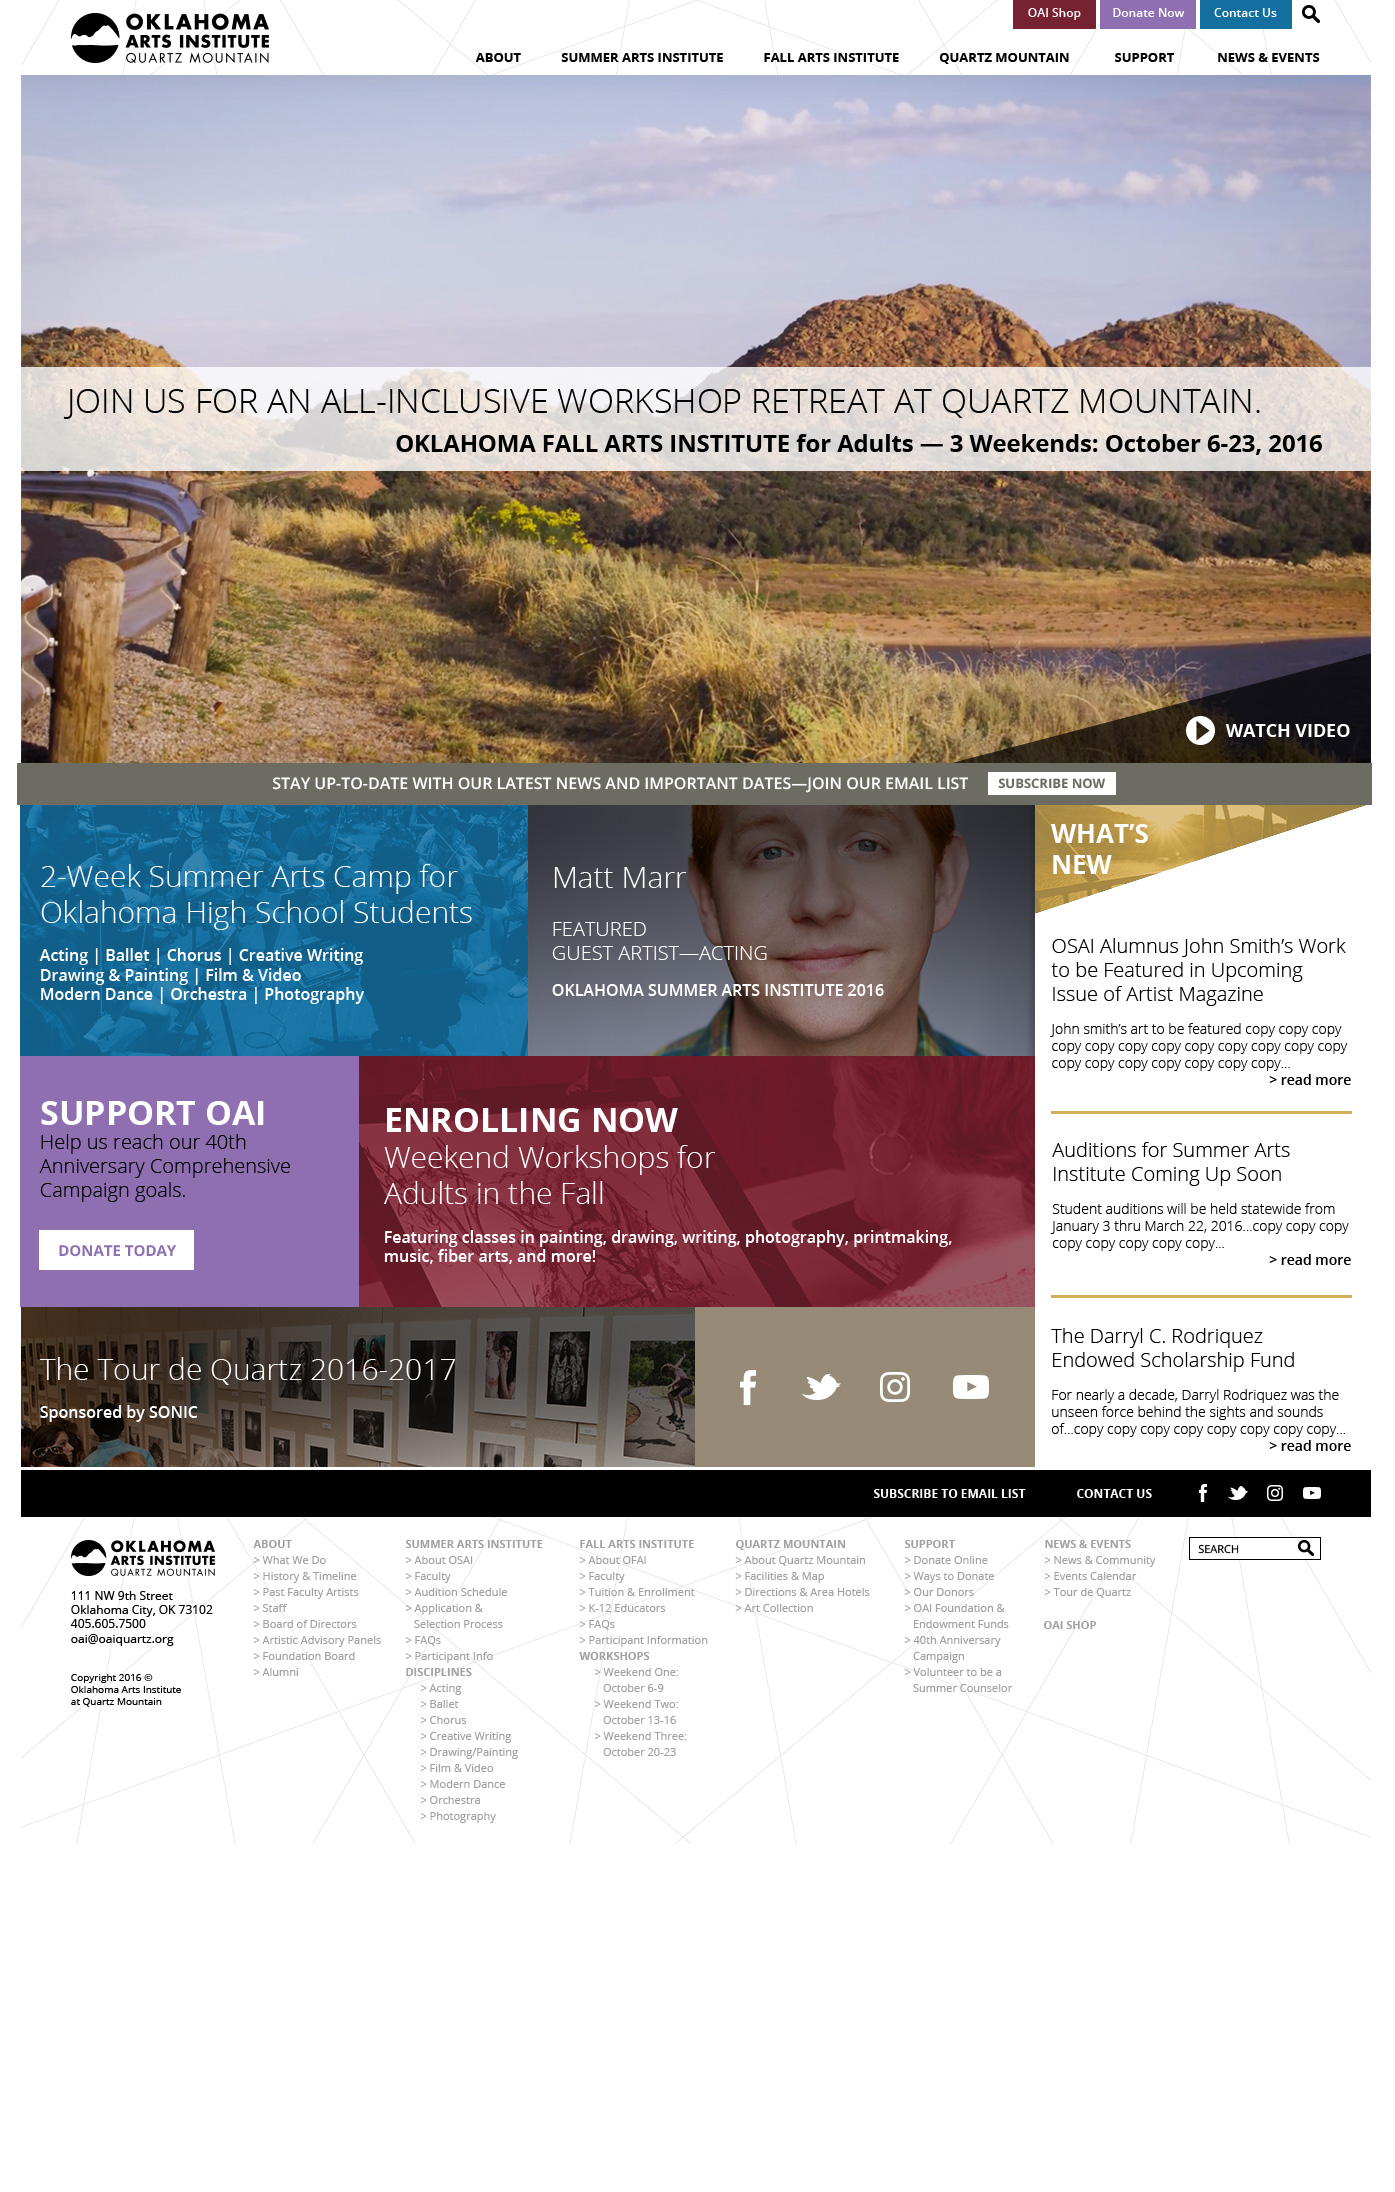 OKLAHOMA
ARTS INSTITUTE
QUARTZ MOUNTAIN
OAI Shop
Donate Now
Contact Us
ABOUT
SUMMER ARTS INSTITUTE
FALL ARTS INSTITUTE
QUARTZ MOUNTAIN
SUPPORT
NEWS & EVENTS
JOIN US FOR AN ALL-INCLUSIVE WORKSHOP RETREAT AT QUARTZ MOUNTAIN.
OKLAHOMA FALL ARTS INSTITUTE for Adults — 3 Weekends: October 6-23, 2016
WATCH VIDEO
STAY UP-TO-DATE WITH OUR LATEST NEWS AND IMPORTANT DATES—JOIN OUR EMAIL LIST
SUBSCRIBE NOW
2-Week Summer Arts Camp for
Oklahoma High School Students
Acting | Ballet | Chorus | Creative Writing
Drawing & Painting | Film & Video
Modern Dance | Orchestra | Photography
Matt Marr
FEATURED
GUEST ARTIST—ACTING
OKLAHOMA SUMMER ARTS INSTITUTE 2016
SUPPORT OAI
Help us reach our 40th
Anniversary Comprehensive
Campaign goals.
DONATE TODAY
ENROLLING NOW
Weekend Workshops for
Adults in the Fall
Featuring classes in painting, drawing, writing, photography, printmaking,
music, fiber arts, and more!
The Tour de Quartz 2016-2017
Sponsored by SONIC
WHAT'S
NEW
OSAI Alumnus John Smith's Work
to be Featured in Upcoming
Issue of Artist Magazine
John smith's art to be featured copy copy copy
copy copy copy copy copy copy copy copy copy
copy copy copy copy copy copy copy...
> read more
Auditions for Summer Arts
Institute Coming Up Soon
Student auditions will be held statewide from
January 3 thru March 22, 2016...copy copy copy
copy copy copy copy copy...
> read more
The Darryl C. Rodriquez
Endowed Scholarship Fund
For nearly a decade, Darryl Rodriquez was the
unseen force behind the sights and sounds
of...copy copy copy copy copy copy copy copy...
> read more
SUBSCRIBE TO EMAIL LIST
CONTACT US
OKLAHOMA
ARTS INSTITUTE
QUARTZ MOUNTAIN
111 NW 9th Street
Oklahoma City, OK 73102
405.605.7500
oai@oaiquartz.org
Copyright 2016 ©
Oklahoma Arts Institute
at Quartz Mountain
ABOUT
> What We Do
> History & Timeline
> Past Faculty Artists
> Staff
> Board of Directors
> Artistic Advisory Panels
> Foundation Board
> Alumni
SUMMER ARTS INSTITUTE
> About OSAI
> Faculty
> Audition Schedule
> Application &
Selection Process
> FAQs
> Participant Info
DISCIPLINES
> Acting
> Ballet
> Chorus
> Creative Writing
> Drawing/Painting
> Film & Video
> Modern Dance
> Orchestra
> Photography
FALL ARTS INSTITUTE
> About OFAI
> Faculty
> Tuition & Enrollment
> K-12 Educators
> FAQs
> Participant Information
WORKSHOPS
> Weekend One:
October 6-9
> Weekend Two:
October 13-16
> Weekend Three:
October 20-23
QUARTZ MOUNTAIN
> About Quartz Mountain
> Facilities & Map
> Directions & Area Hotels
> Art Collection
SUPPORT
> Donate Online
> Ways to Donate
> Our Donors
> OAI Foundation &
Endowment Funds
> 40th Anniversary
Campaign
> Volunteer to be a
Summer Counselor
NEWS & EVENTS
> News & Community
> Events Calendar
> Tour de Quartz
OAI SHOP
SEARCH